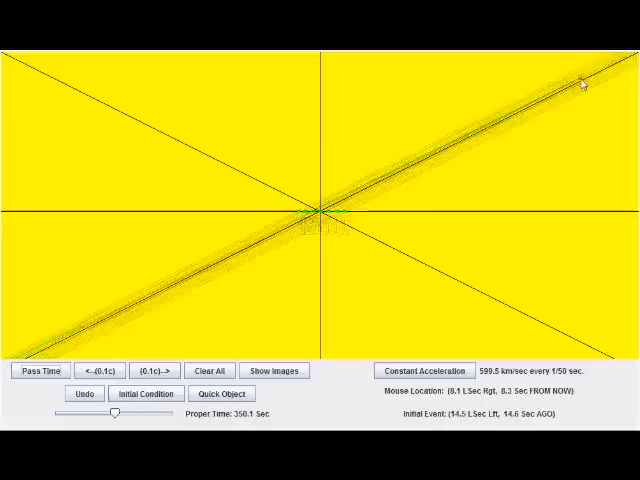 Pass Time <--(0.1c) (0.1c)--> Clear All Show Images Constant Acceleration 599.5 km/sec every 1/50 sec.
Mouse Location: (8.1 LSec Rgt, 8.3 Sec FROM NOW)
Undo Initial Condition Quick Object
Proper Time: 350.1 Sec Initial Event: (14.5 LSec Lft, 14.6 Sec AGO)